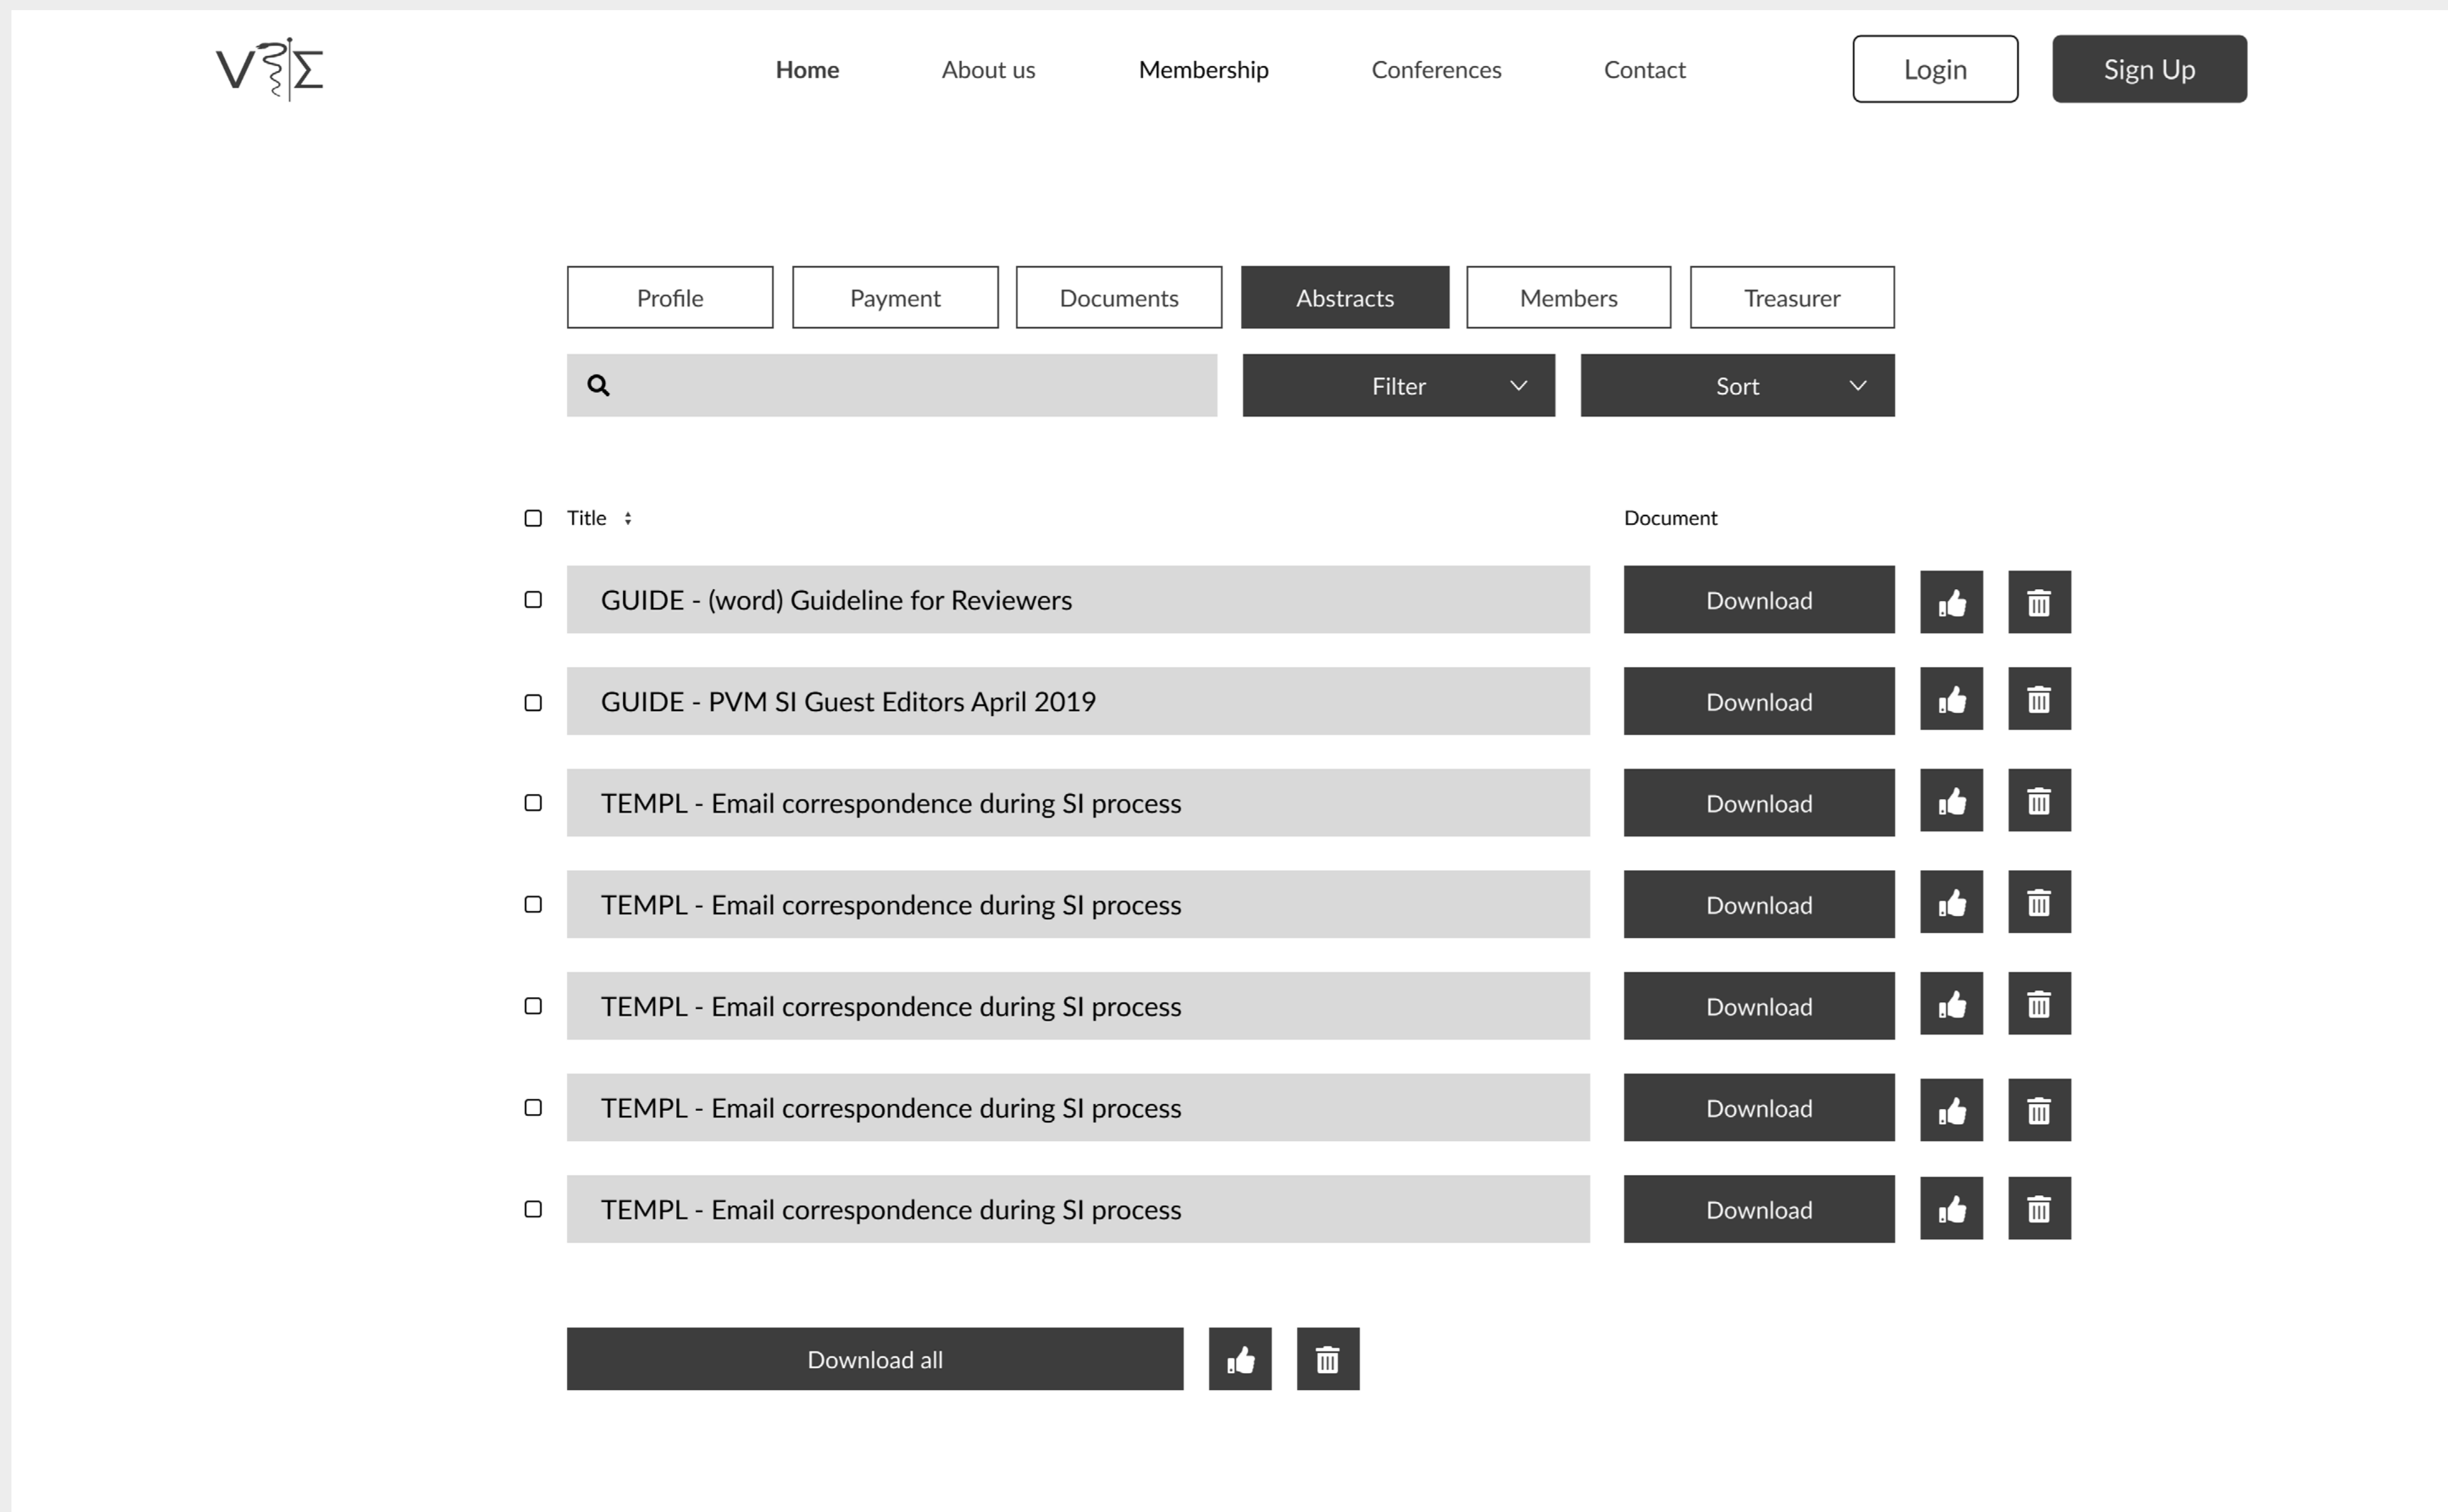 VΣ
Home About us Membership Conferences Contact Login Sign Up
Profile Payment Documents Abstracts Members Treasurer
Filter Sort
Title Document
GUIDE - (word) Guideline for Reviewers Download
GUIDE - PVM SI Guest Editors April 2019 Download
TEMPL - Email correspondence during SI process Download
TEMPL - Email correspondence during SI process Download
TEMPL - Email correspondence during SI process Download
TEMPL - Email correspondence during SI process Download
TEMPL - Email correspondence during SI process Download
Download all